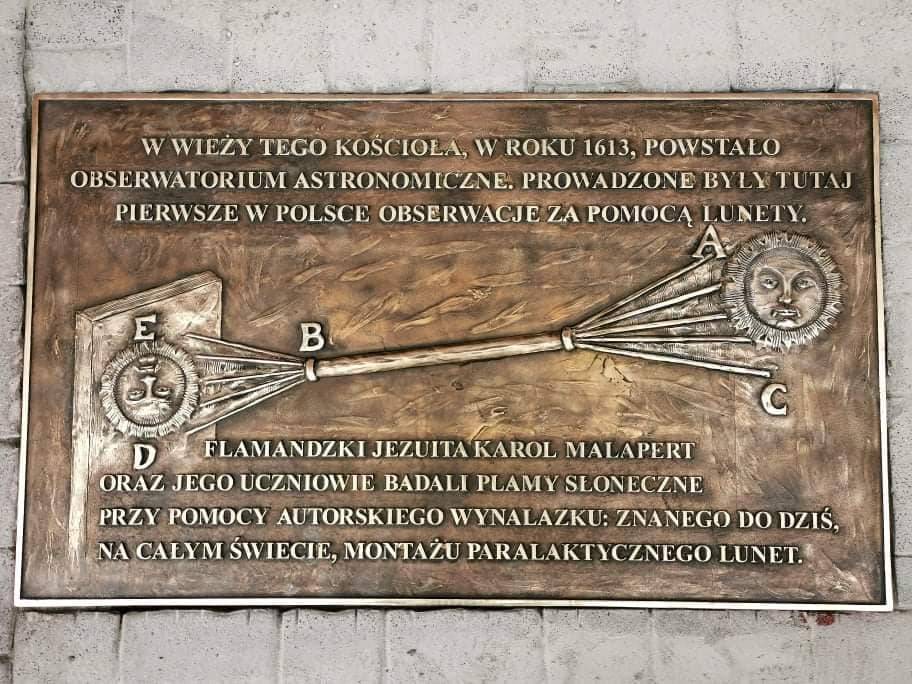 W WIEŻY TEGO KOŚCIOŁA, W ROKU 1613, POWSTAŁO
OBSERWATORIUM ASTRONOMICZNE. PROWADZONE BYŁY TUTAJ
PIERWSZE W POLSCE OBSERWACJE ZA POMOCĄ LUNETY.
A
E
B
C
D
FLAMANDZKI JEZUITA KAROL MALAPERT
ORAZ JEGO UCZNIOWIE BADALI PLAMY SŁONECZNE
PRZY POMOCY AUTORSKIEGO WYNALAZKU: ZNANEGO DO DZIŚ,
NA CAŁYM ŚWIECIE, MONTAŻU PARALAKTYCZNEGO LUNET.